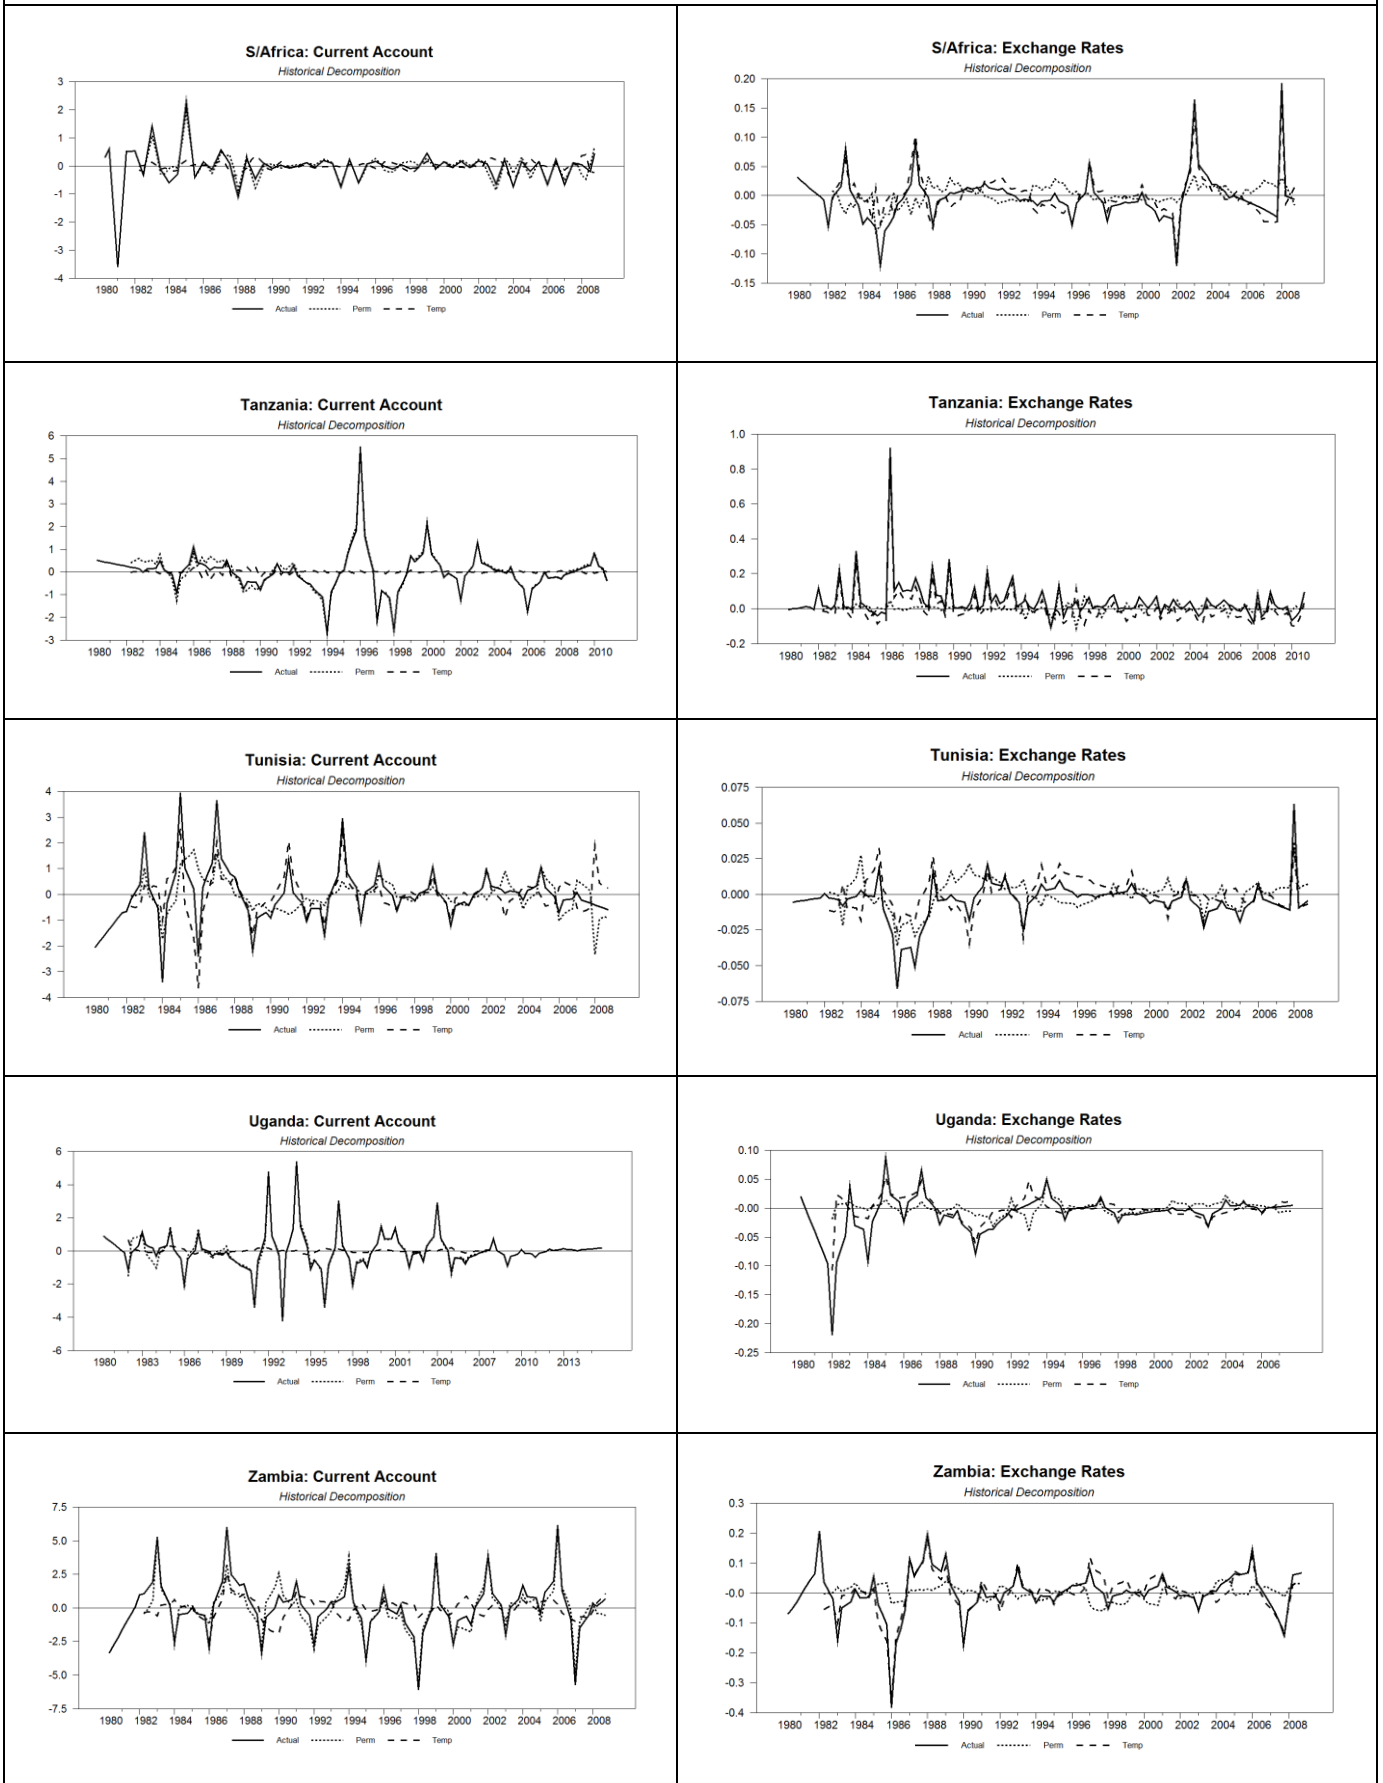 S/Africa: Current Account
Historical Decomposition
3
2
1
0
-1
-2
-3
-4
1980 1982 1984 1986 1988 1990 1992 1994 1996 1998 2000 2002 2004 2006 2008
Actual Perm Temp
S/Africa: Exchange Rates
Historical Decomposition
0.20
0.15
0.10
0.05
0.00
-0.05
-0.10
-0.15
1980 1982 1984 1986 1988 1990 1992 1994 1996 1998 2000 2002 2004 2006 2008
Actual Perm Temp
Tanzania: Current Account
Historical Decomposition
6
5
4
3
2
1
0
-1
-2
-3
1980 1982 1984 1986 1988 1990 1992 1994 1996 1998 2000 2002 2004 2006 2008 2010
Actual Perm Temp
Tanzania: Exchange Rates
Historical Decomposition
1.0
0.8
0.6
0.4
0.2
0.0
-0.2
1980 1982 1984 1986 1988 1990 1992 1994 1996 1998 2000 2002 2004 2006 2008 2010
Actual Perm Temp
Tunisia: Current Account
Historical Decomposition
4
3
2
1
0
-1
-2
-3
-4
1980 1982 1984 1986 1988 1990 1992 1994 1996 1998 2000 2002 2004 2006 2008
Actual Perm Temp
Tunisia: Exchange Rates
Historical Decomposition
0.075
0.050
0.025
0.000
-0.025
-0.050
-0.075
1980 1982 1984 1986 1988 1990 1992 1994 1996 1998 2000 2002 2004 2006 2008
Actual Perm Temp
Uganda: Current Account
Historical Decomposition
6
4
2
0
-2
-4
-6
1980 1983 1986 1989 1992 1995 1998 2001 2004 2007 2010 2013
Actual Perm Temp
Uganda: Exchange Rates
Historical Decomposition
0.10
0.05
-0.00
-0.05
-0.10
-0.15
-0.20
-0.25
1980 1982 1984 1986 1988 1990 1992 1994 1996 1998 2000 2002 2004 2006
Actual Perm Temp
Zambia: Current Account
Historical Decomposition
7.5
5.0
2.5
0.0
-2.5
-5.0
-7.5
1980 1982 1984 1986 1988 1990 1992 1994 1996 1998 2000 2002 2004 2006 2008
Actual Perm Temp
Zambia: Exchange Rates
Historical Decomposition
0.3
0.2
0.1
-0.0
-0.1
-0.2
-0.3
-0.4
1980 1982 1984 1986 1988 1990 1992 1994 1996 1998 2000 2002 2004 2006 2008
Actual Perm Temp